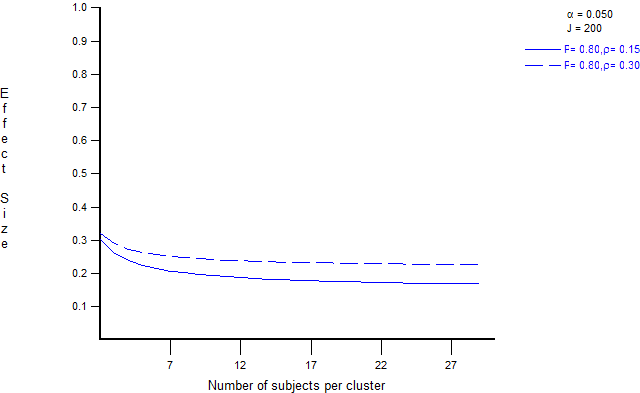 α = 0.050
J = 200
P= 0.80,ρ= 0.15
P= 0.80,ρ= 0.30
Effect Size
1.0
0.9
0.8
0.7
0.6
0.5
0.4
0.3
0.2
0.1
7 12 17 22 27
Number of subjects per cluster